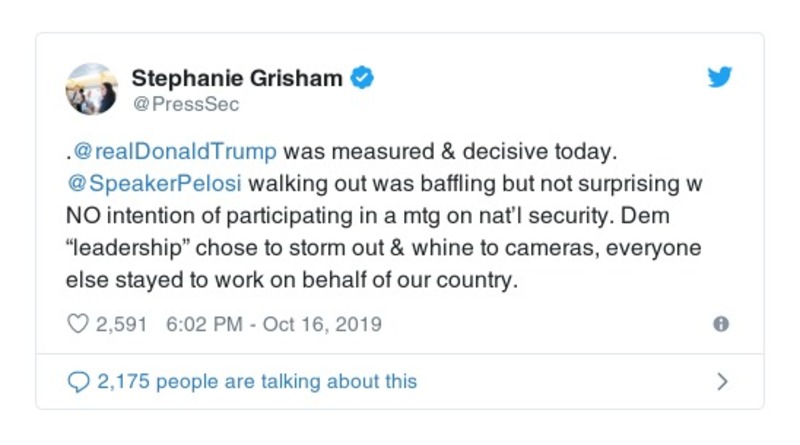 Stephanie Grisham
@PressSec
.@realDonaldTrump was measured & decisive today.
@SpeakerPelosi walking out was baffling but not surprising w
NO intention of participating in a mtg on nat’l security. Dem
“leadership” chose to storm out & whine to cameras, everyone
else stayed to work on behalf of our country.
2,591 6:02 PM - Oct 16, 2019
2,175 people are talking about this